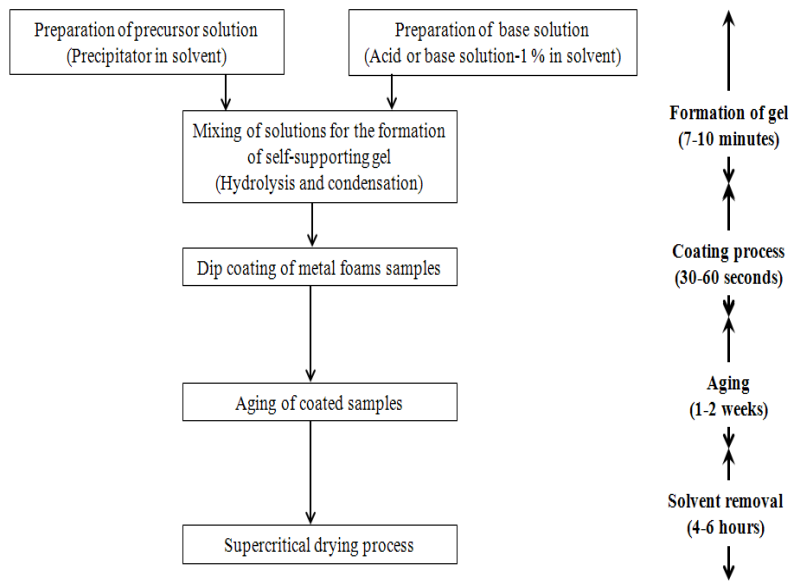 Preparation of precursor solution
(Precipitator in solvent)
Preparation of base solution
(Acid or base solution-1 % in solvent)
Mixing of solutions for the formation
of self-supporting gel
(Hydrolysis and condensation)
Dip coating of metal foams samples
Aging of coated samples
Supercritical drying process
Formation of gel
(7-10 minutes)
Coating process
(30-60 seconds)
Aging
(1-2 weeks)
Solvent removal
(4-6 hours)